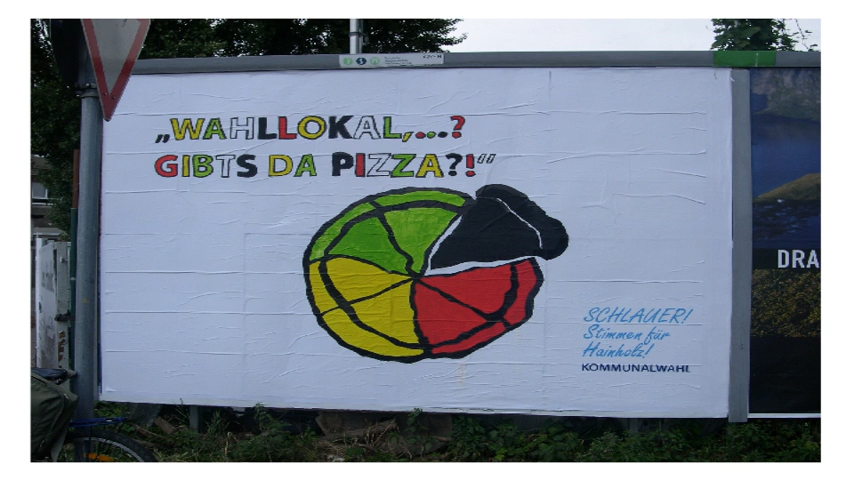 „WAHLLOKAL,...?
GIBTS DA PIZZA?!“
SCHLAUER!
Stimmen für
Hainholz!
KOMMUNALWAHL
DRA